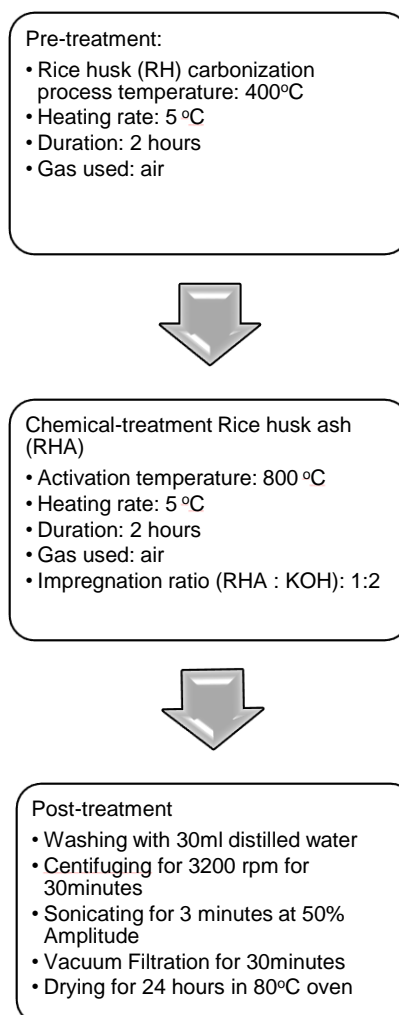 Pre-treatment:
• Rice husk (RH) carbonization
process temperature: 400°C
• Heating rate: 5 °C
• Duration: 2 hours
• Gas used: air
Chemical-treatment Rice husk ash
(RHA)
• Activation temperature: 800 °C
• Heating rate: 5 °C
• Duration: 2 hours
• Gas used: air
• Impregnation ratio (RHA : KOH): 1:2
Post-treatment
• Washing with 30ml distilled water
• Centifuging for 3200 rpm for
30minutes
• Sonicating for 3 minutes at 50%
Amplitude
• Vacuum Filtration for 30minutes
• Drying for 24 hours in 80°C oven